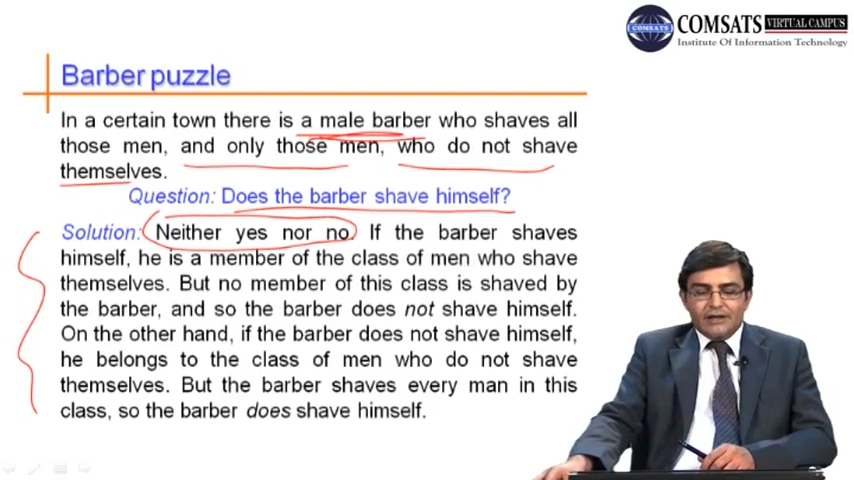 COMSATS VIRTUAL CAMPUS
COMSATS
Institute Of Information Technology
Barber puzzle
In a certain town there is a male barber who shaves all
those men, and only those men, who do not shave
themselves.
Question: Does the barber shave himself?
Solution: Neither yes nor no. If the barber shaves
himself, he is a member of the class of men who shave
themselves. But no member of this class is shaved by
the barber, and so the barber does not shave himself.
On the other hand, if the barber does not shave himself,
he belongs to the class of men who do not shave
themselves. But the barber shaves every man in this
class, so the barber does shave himself.